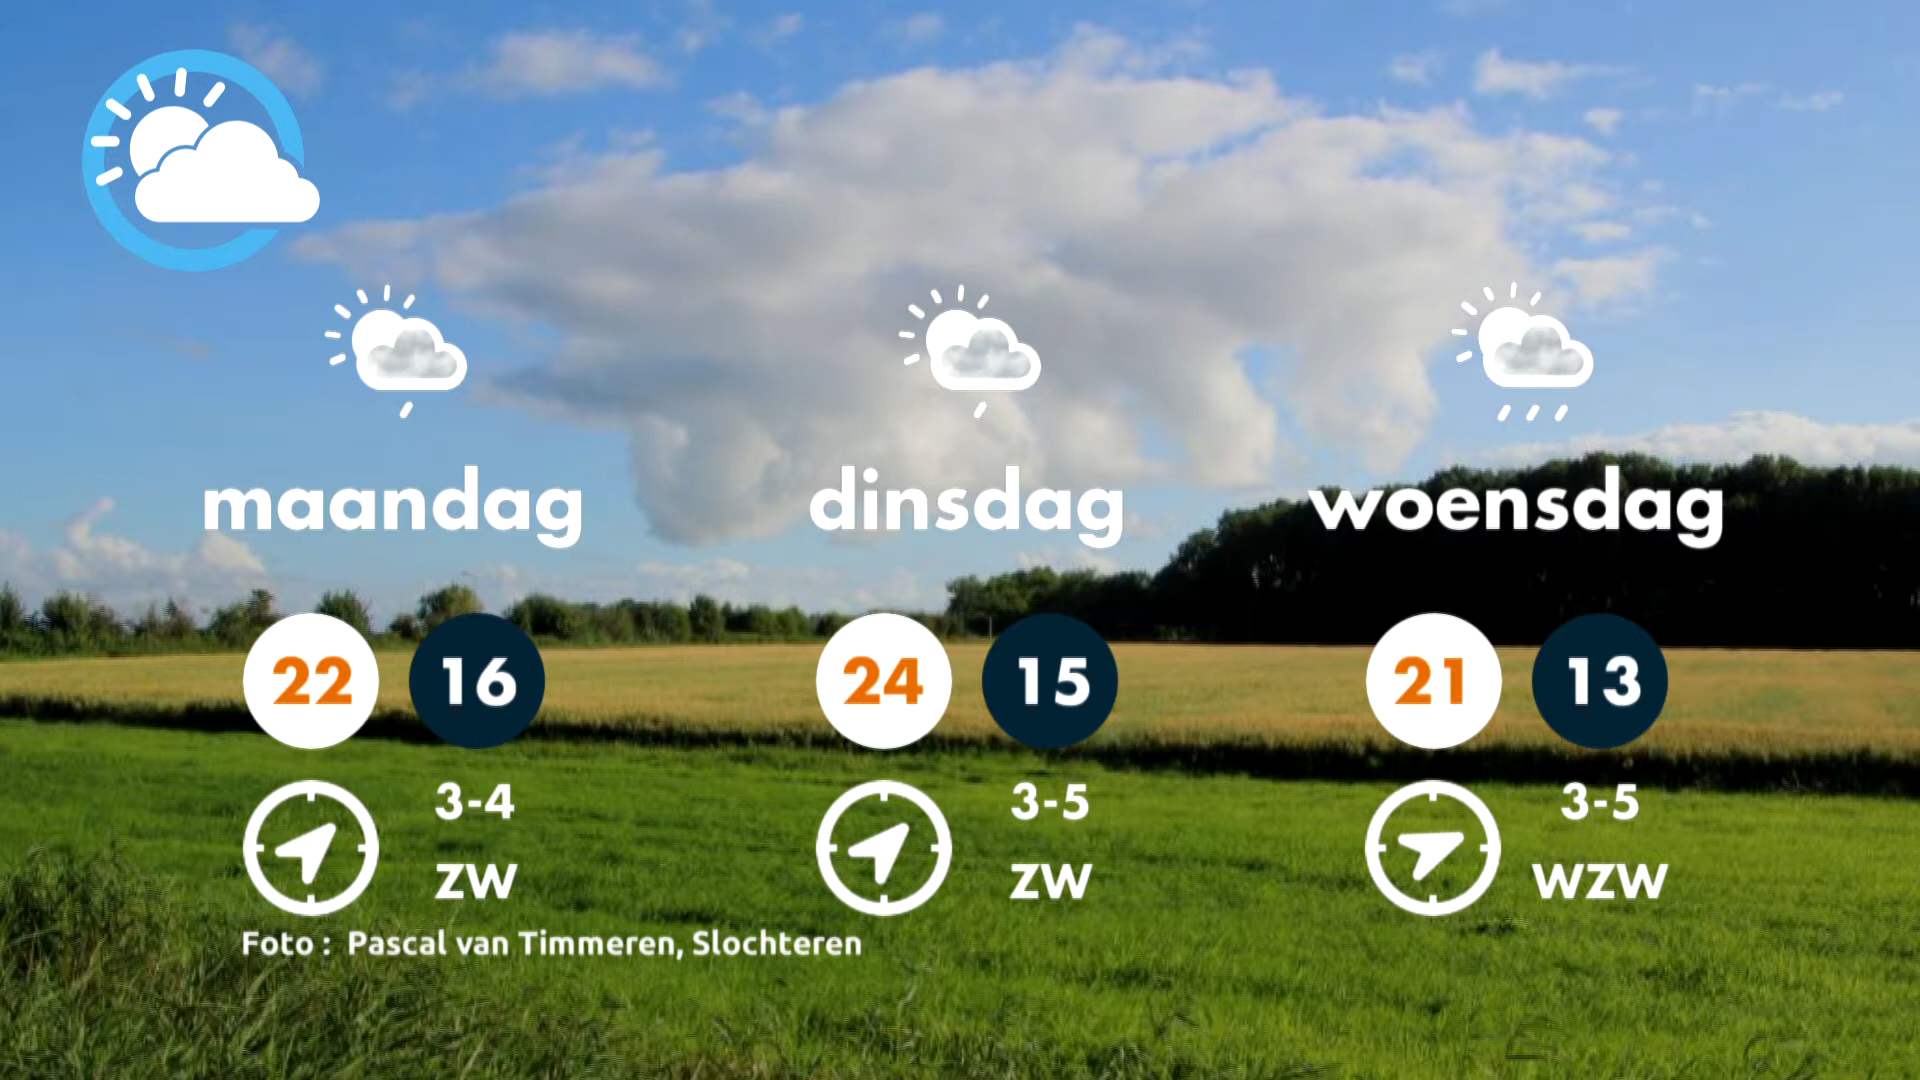 maandag
dinsdag
woensdag
22
16
24
15
21
13
3-4
ZW
3-5
ZW
3-5
WZW
Foto : Pascal van Timmeren, Slochteren